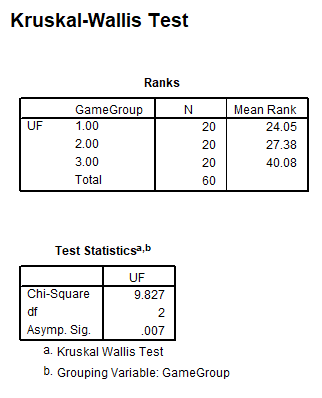 Kruskal-Wallis Test
Ranks
GameGroup N Mean Rank
UF 1.00 20 24.05
2.00 20 27.38
3.00 20 40.08
Total 60
Test Statisticsa,b
UF
Chi-Square 9.827
df 2
Asymp. Sig. .007
a. Kruskal Wallis Test
b. Grouping Variable: GameGroup